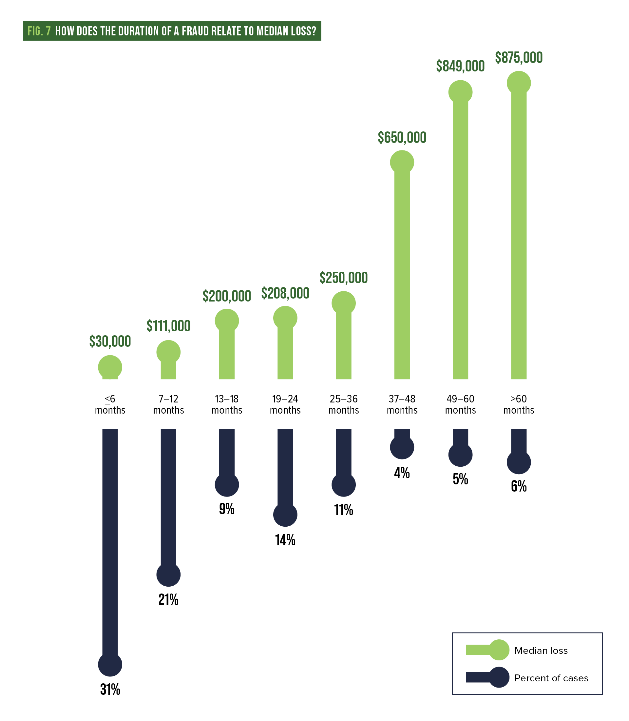 FIG. 7 HOW DOES THE DURATION OF A FRAUD RELATE TO MEDIAN LOSS?
$30,000
$111,000
$200,000
$208,000
$250,000
$650,000
$849,000
$875,000
≤6
months
7–12
months
13–18
months
19–24
months
25–36
months
37–48
months
49–60
months
>60
months
31%
21%
9%
14%
11%
4%
5%
6%
Median loss
Percent of cases